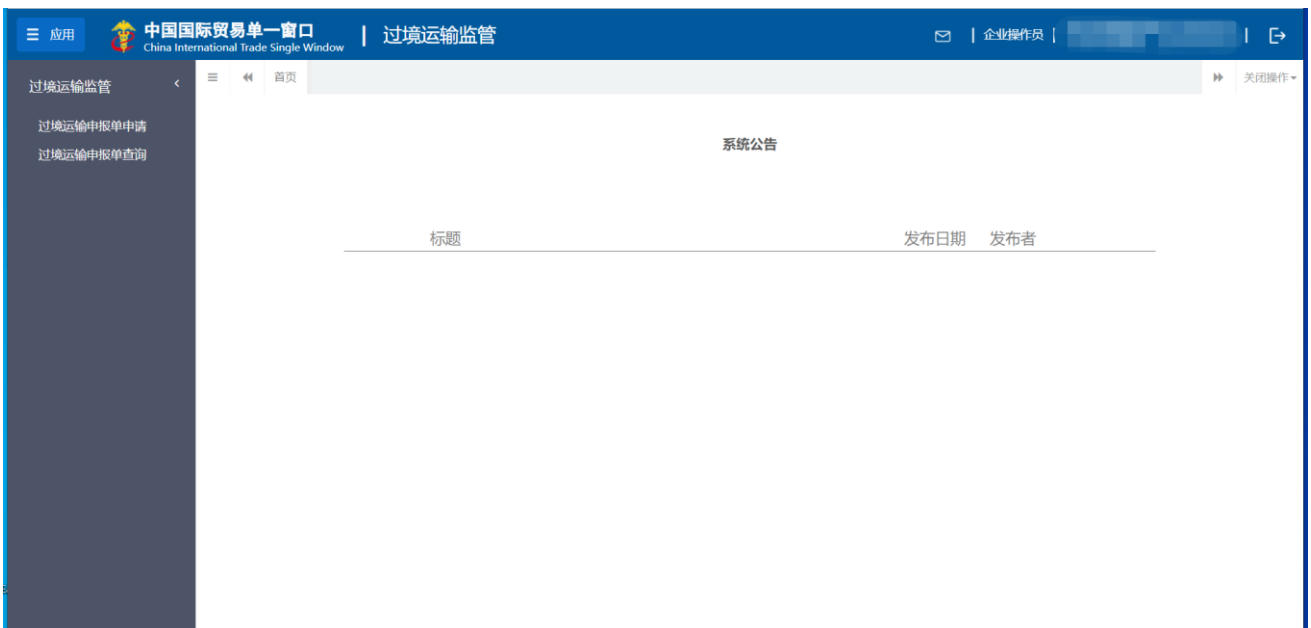 应用
中国国际贸易单一窗口
China International Trade Single Window
过境运输监管
企业操作员
过境运输监管
首页
关闭操作
过境运输申报单申请
过境运输申报单查询
系统公告
标题 发布日期 发布者